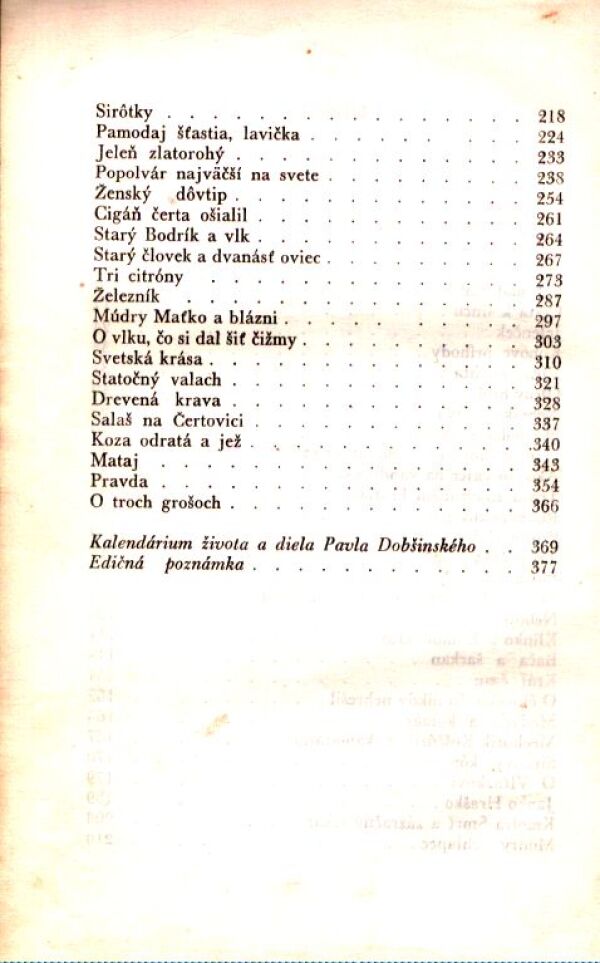 Sirôtky . . . . . . . . . . . . . . . . 218
Pamodaj šťastia, lavička . . . . . . . . . 224
Jeleň zlatorohý . . . . . . . . . . . . . 233
Popolvár najväčší na svete . . . . . . . . 238
Ženský dôvtip . . . . . . . . . . . . . . 254
Cigáň čerta ošialil . . . . . . . . . . . . 261
Starý Bodrík a vlk . . . . . . . . . . . . 264
Starý človek a dvanásť oviec . . . . . . . . 267
Tri citróny . . . . . . . . . . . . . . 273
Železník . . . . . . . . . . . . . . . 287
Múdry Maťko a blázni . . . . . . . . . . . 297
O vlku, čo si dal šiť čižmy . . . . . . . . . 303
Svetská krása . . . . . . . . . . . . . . 310
Statočný valach . . . . . . . . . . . . . 321
Drevená krava . . . . . . . . . . . . . 328
Salaš na Čertovici . . . . . . . . . . . . 337
Koza odratá a jež . . . . . . . . . . . . 340
Mataj . . . . . . . . . . . . . . . . 343
Pravda . . . . . . . . . . . . . . . . 354
O troch grošoch . . . . . . . . . . . . . 366
Kalendárium života a diela Pavla Dobšinského . . 369
Edičná poznámka . . . . . . . . . . . . 377